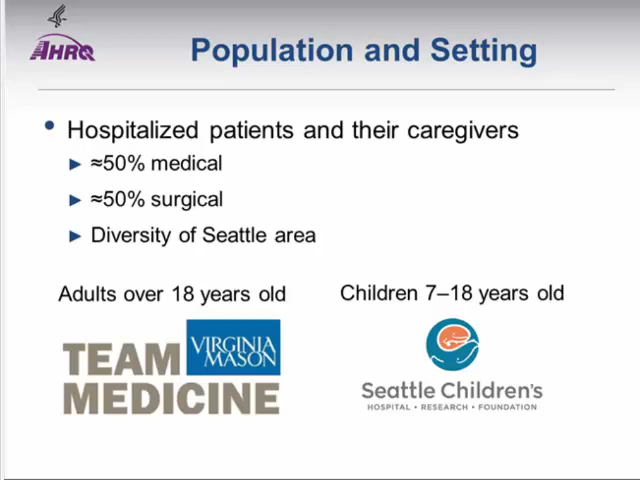 AHRQ
Population and Setting
• Hospitalized patients and their caregivers
► ≈50% medical
► ≈50% surgical
► Diversity of Seattle area
Adults over 18 years old
Children 7–18 years old
TEAM
VIRGINIA
MASON
MEDICINE
Seattle Children's
HOSPITAL • RESEARCH • FOUNDATION